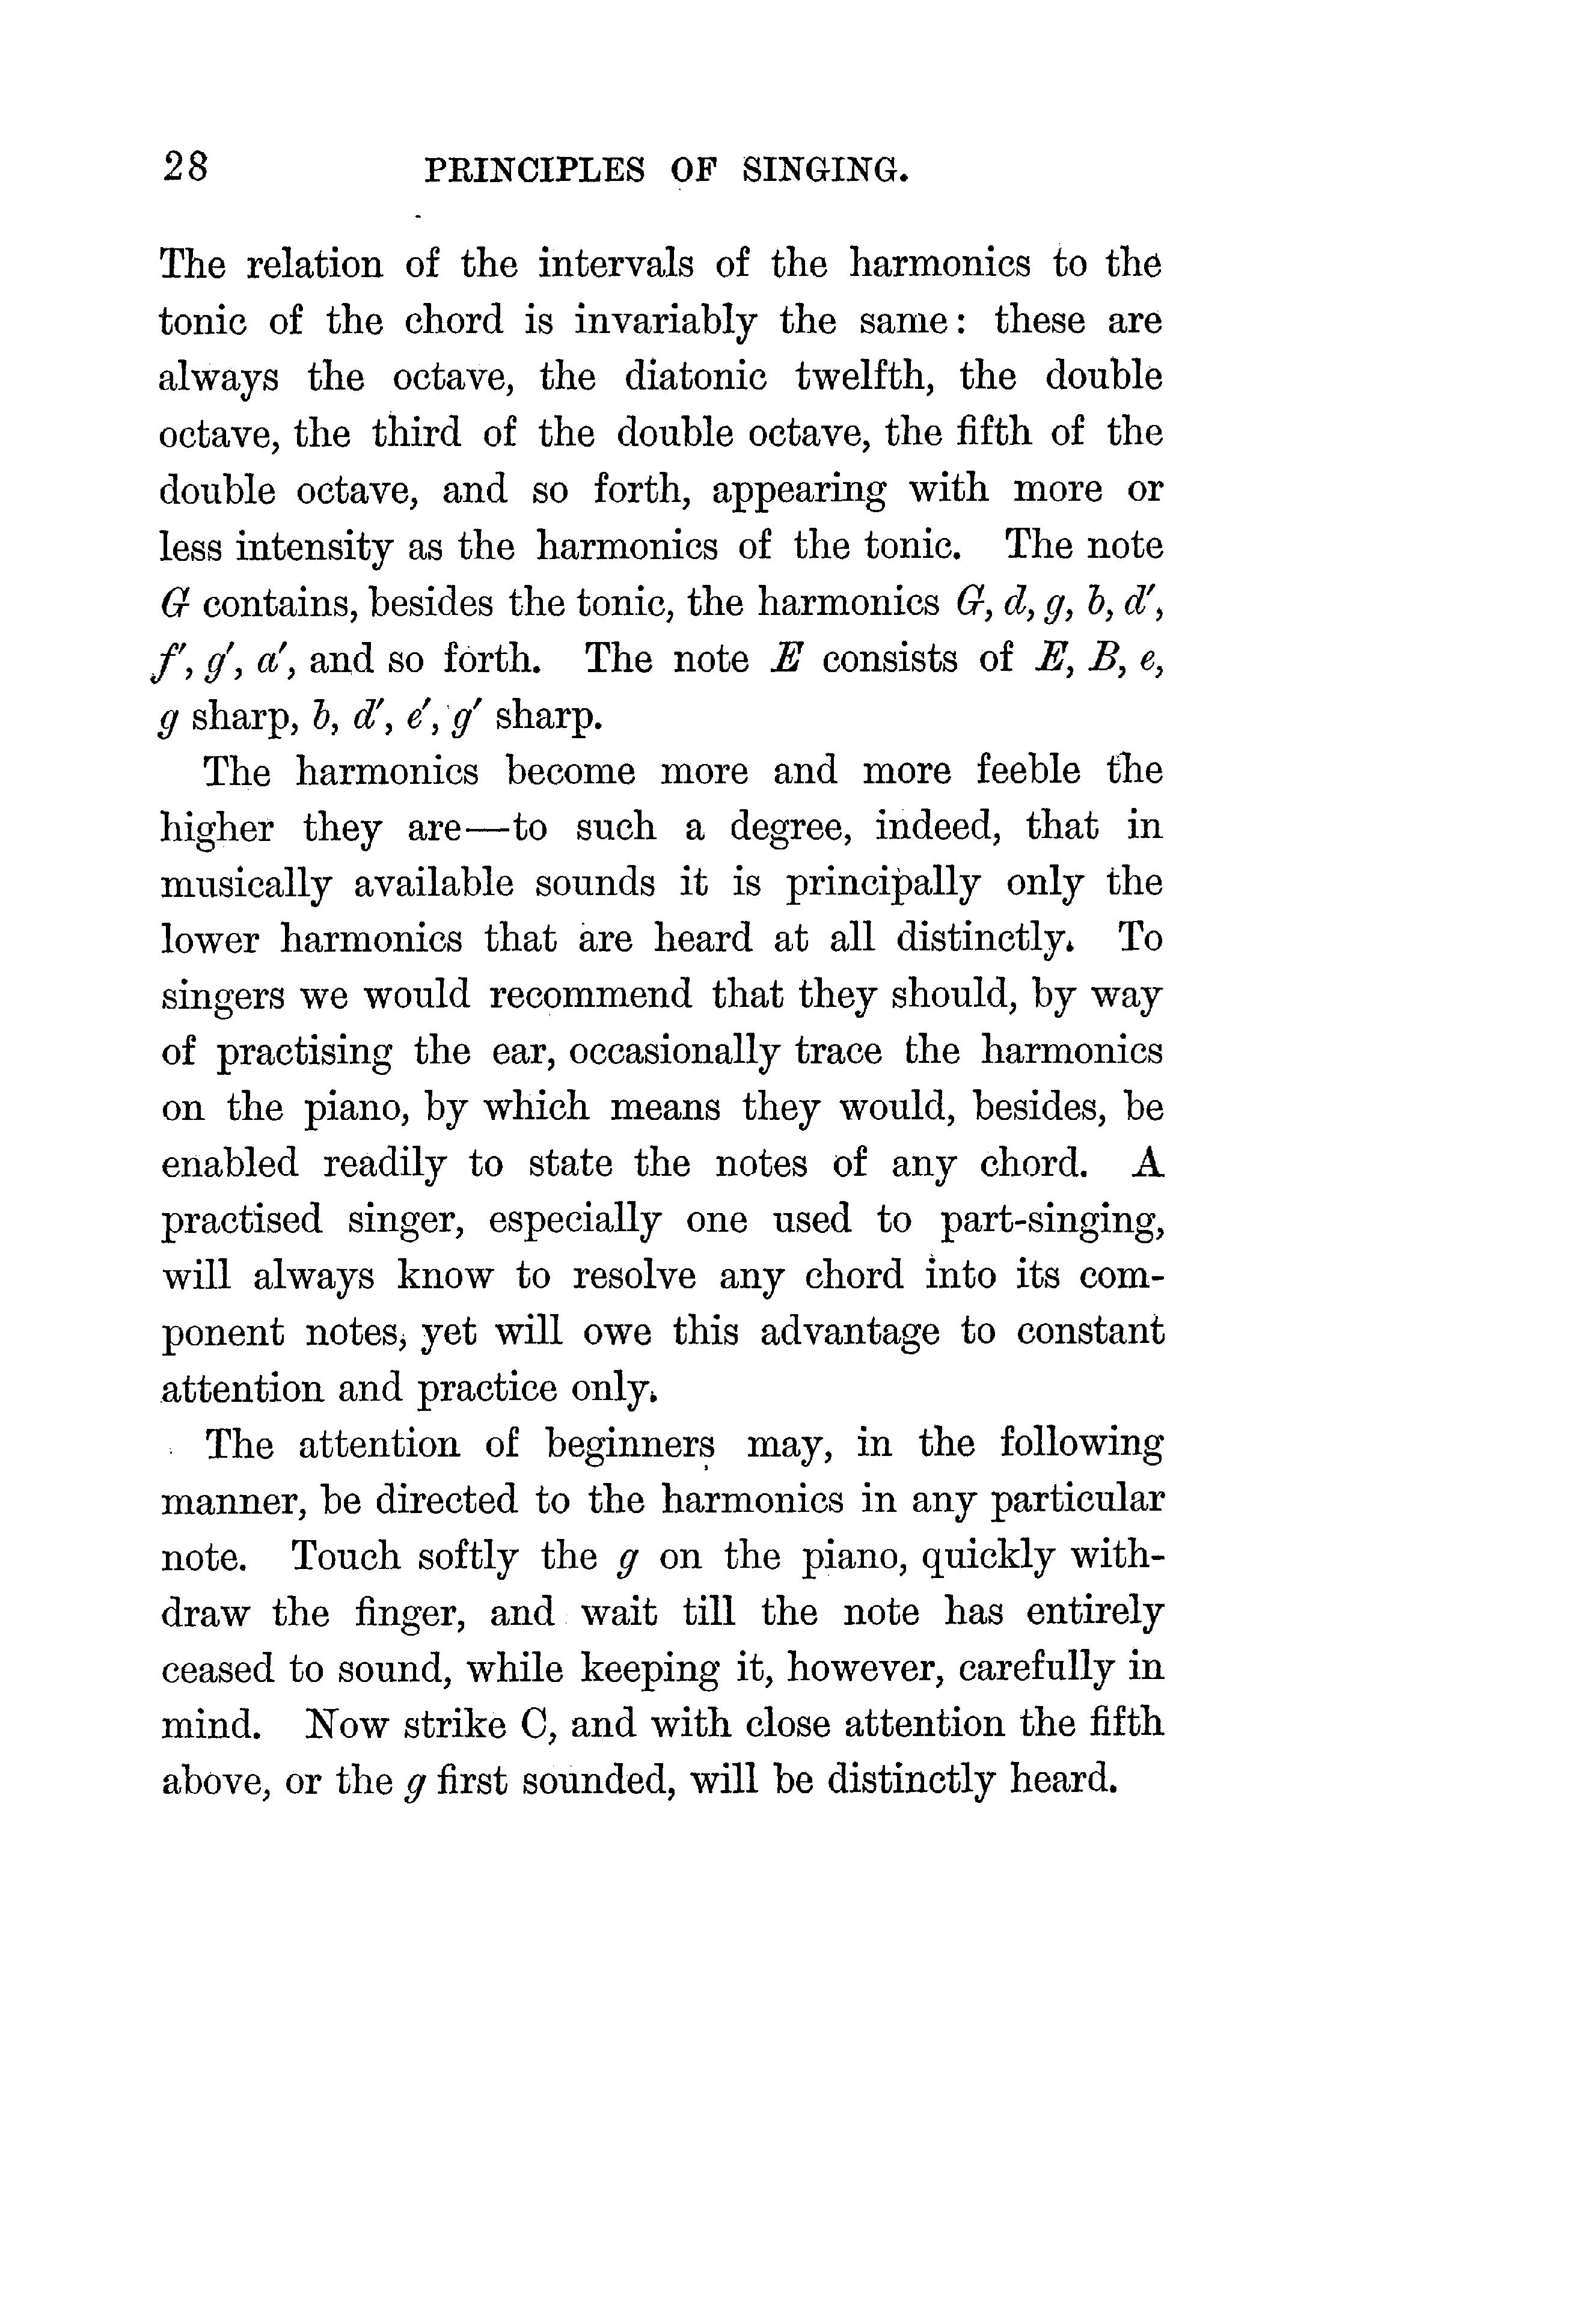 28 PRINCIPLES OF SINGING.
The relation of the intervals of the harmonics to the
tonic of the chord is invariably the same: these are
always the octave, the diatonic twelfth, the double
octave, the third of the double octave, the fifth of the
double octave, and so forth, appearing with more or
less intensity as the harmonics of the tonic. The note
G contains, besides the tonic, the harmonics G, d, g, b, d′,
f′, g′, a′, and so forth. The note E consists of E, B, e,
g sharp, b, d′, e′, g′ sharp.
The harmonics become more and more feeble the
higher they are—to such a degree, indeed, that in
musically available sounds it is principally only the
lower harmonics that are heard at all distinctly. To
singers we would recommend that they should, by way
of practising the ear, occasionally trace the harmonics
on the piano, by which means they would, besides, be
enabled readily to state the notes of any chord. A
practised singer, especially one used to part-singing,
will always know to resolve any chord into its com-
ponent notes, yet will owe this advantage to constant
attention and practice only.
The attention of beginners may, in the following
manner, be directed to the harmonics in any particular
note. Touch softly the g on the piano, quickly with-
draw the finger, and wait till the note has entirely
ceased to sound, while keeping it, however, carefully in
mind. Now strike C, and with close attention the fifth
above, or the g first sounded, will be distinctly heard.